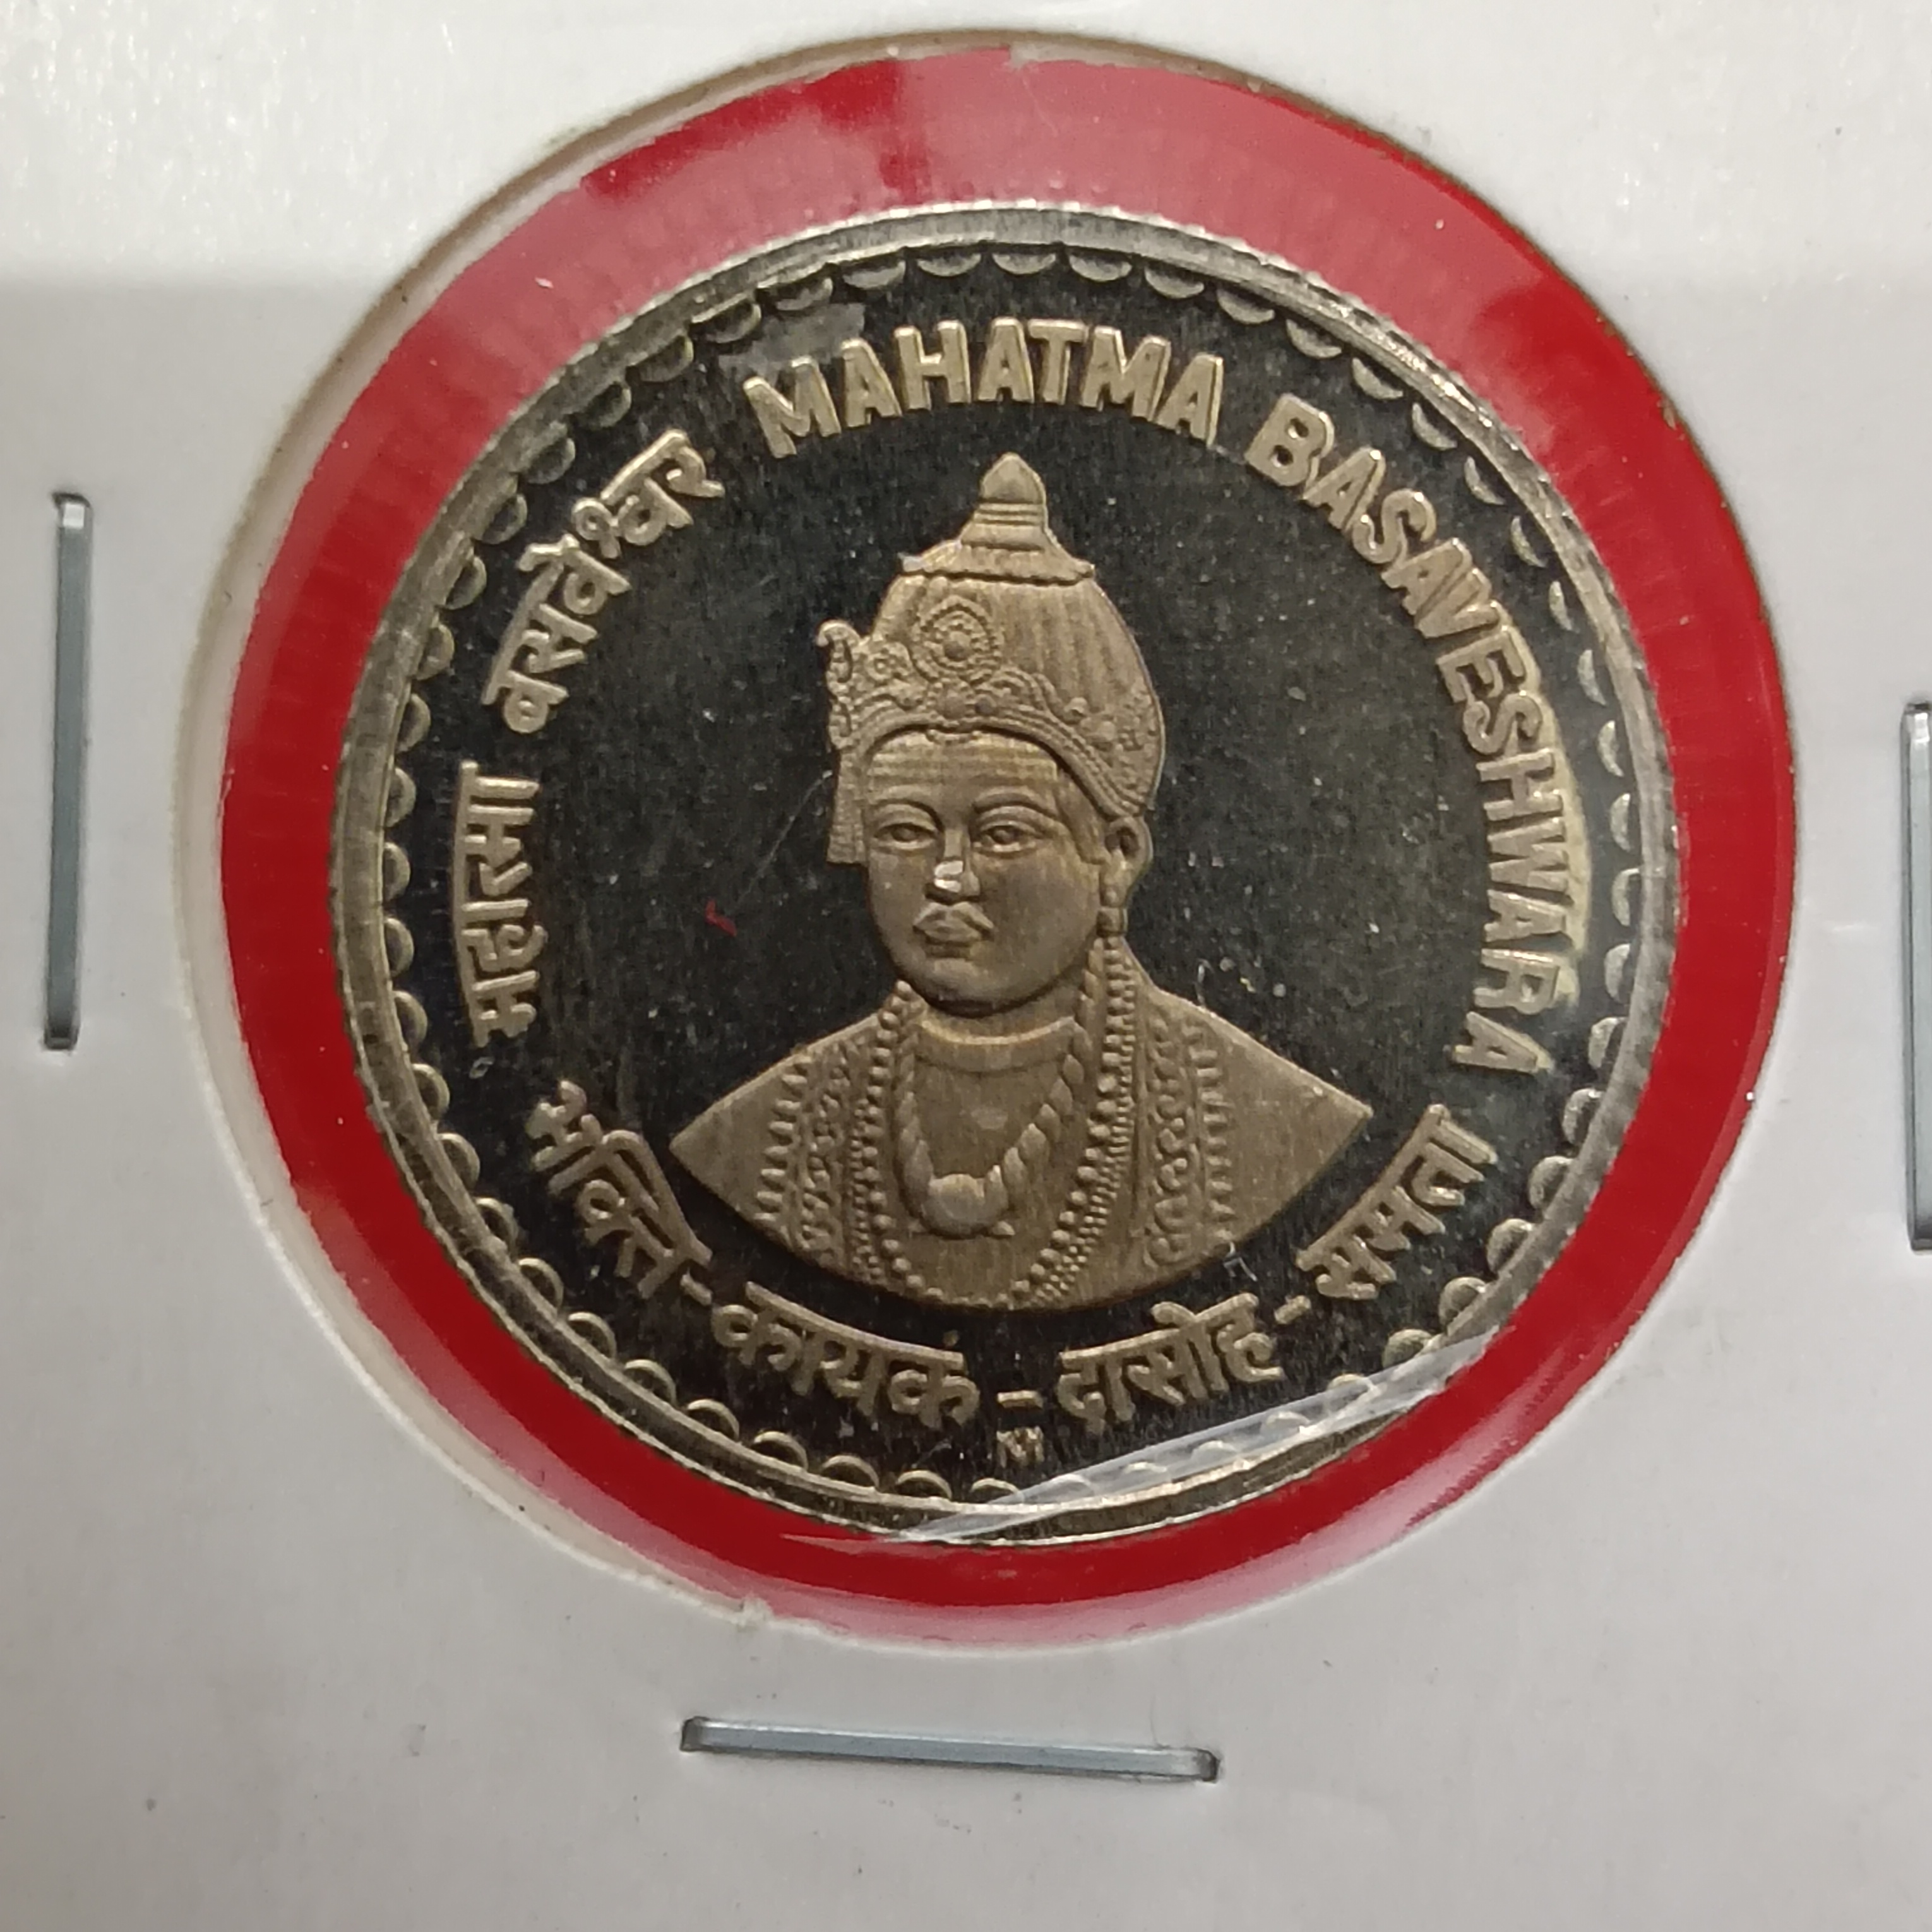 महात्मा बसवेश्वर MAHATMA BASAVESHWARA
भक्ति - कायकं - दासोह - समता
M